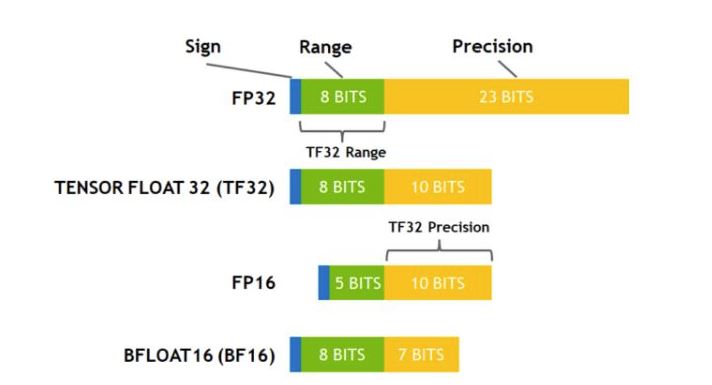 Sign Range Precision
FP32 8 BITS 23 BITS
TF32 Range
TENSOR FLOAT 32 (TF32) 8 BITS 10 BITS
TF32 Precision
FP16 5 BITS 10 BITS
BFLOAT16 (BF16) 8 BITS 7 BITS